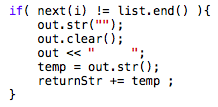 if( next(i) != list.end() ){
    out.str("");
    out.clear();
    out << "     ";
    temp = out.str();
    returnStr += temp ;
}